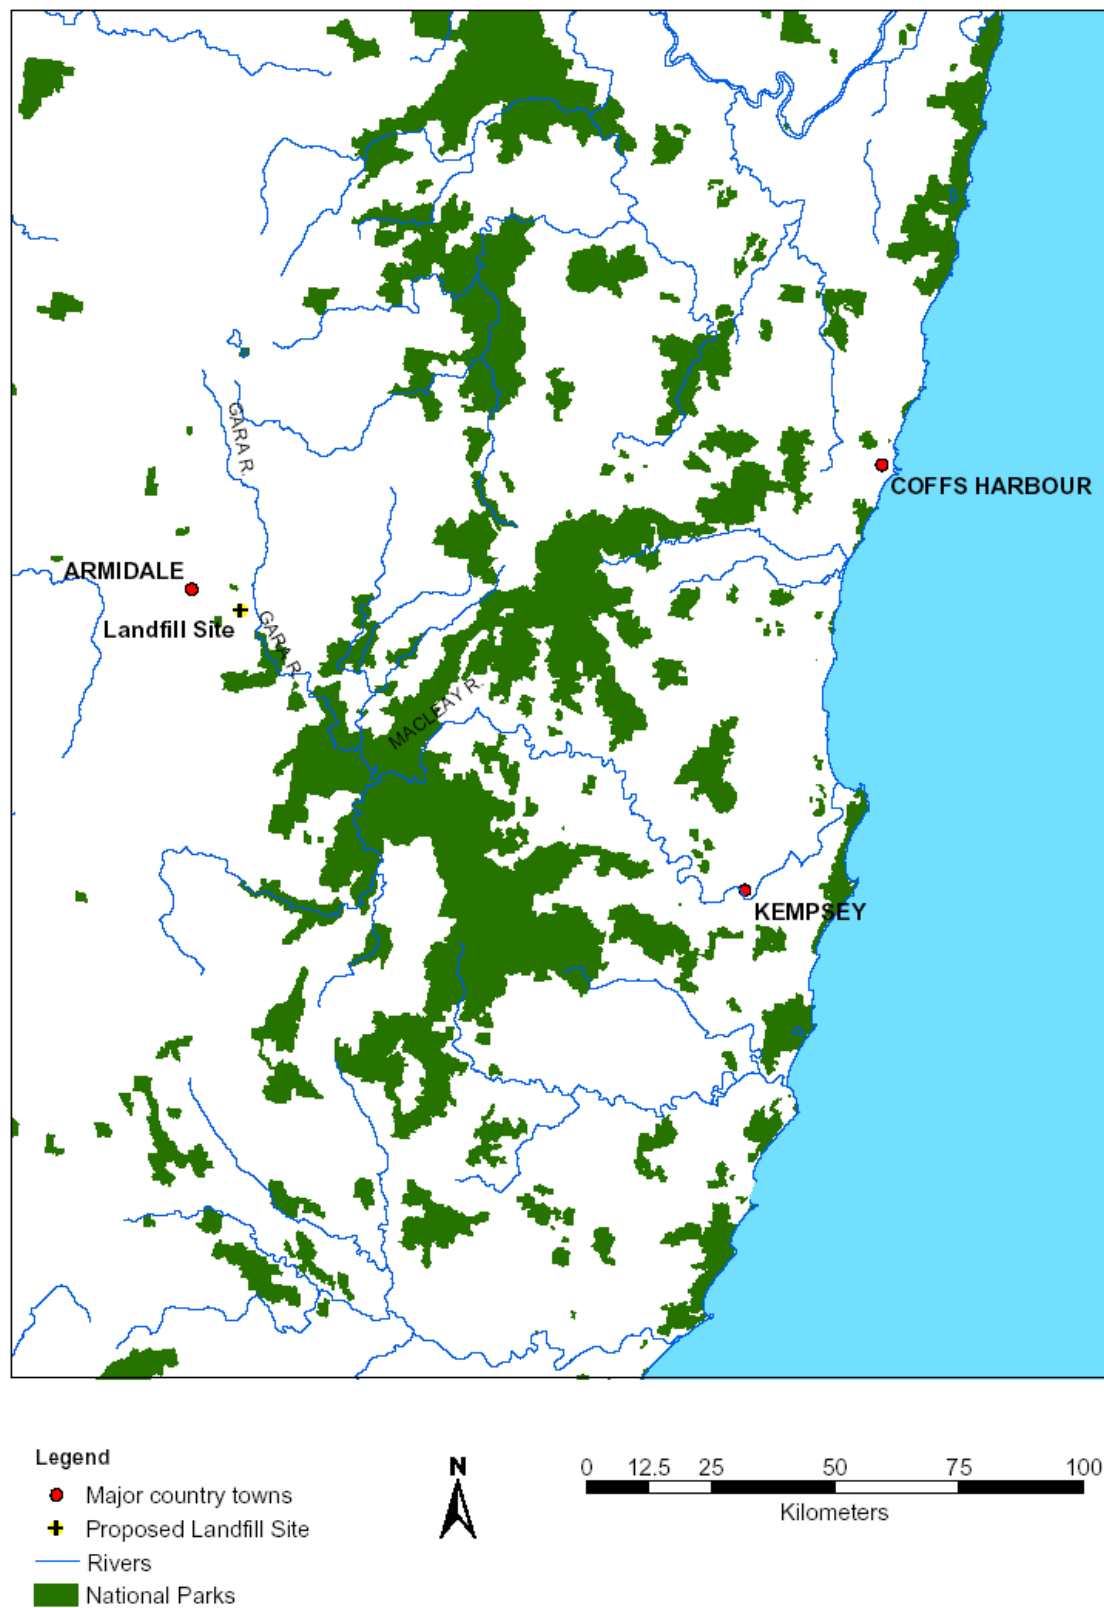 GARA R.
COFFS HARBOUR
ARMIDALE
Landfill Site
GARA R.
MACLEAY R.
KEMPSEY
Legend
Major country towns
Proposed Landfill Site
Rivers
National Parks
N
0 12.5 25 50 75 100
Kilometers